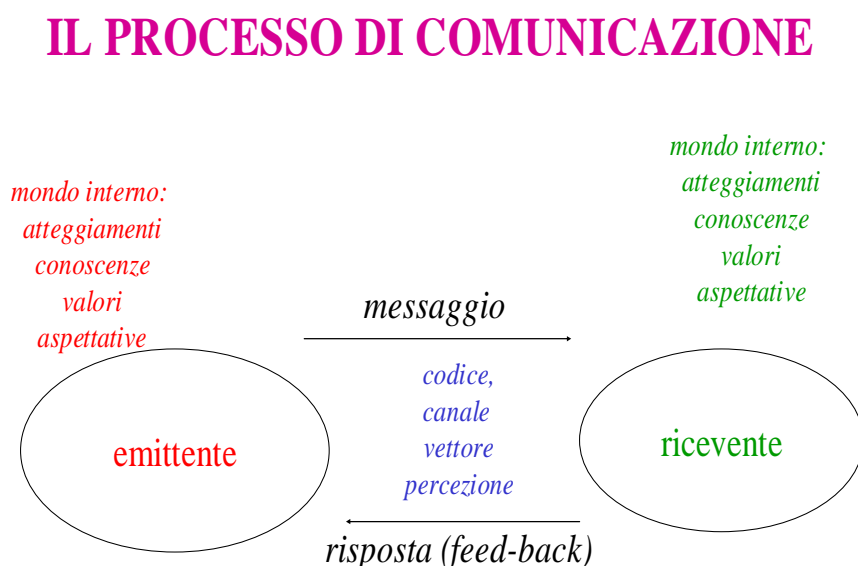 IL PROCESSO DI COMUNICAZIONE
mondo interno:
atteggiamenti
conoscenze
valori
aspettative
mondo interno:
atteggiamenti
conoscenze
valori
aspettative
messaggio
codice,
canale
vettore
percezione
emittente
ricevente
risposta (feed-back)